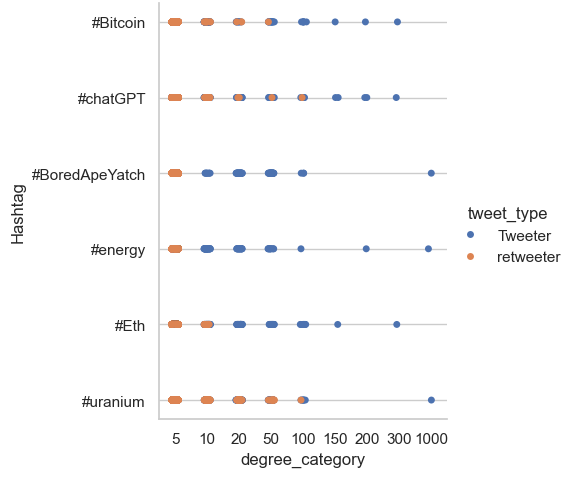 #Bitcoin
#chatGPT
#BoredApeYatch
#energy
#Eth
#uranium
Hashtag
5 10 20 50 100 150 200 300 1000
degree_category
tweet_type
Tweeter
retweeter